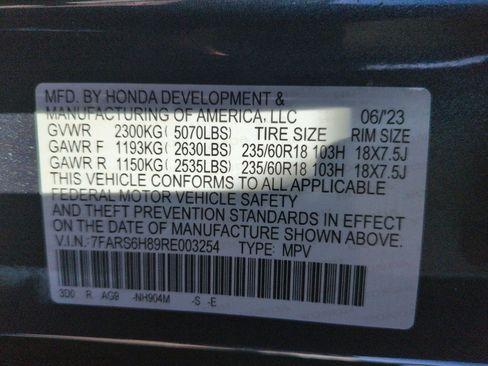 MFD. BY HONDA DEVELOPMENT &
MANUFACTURING OF AMERICA, LLC 06/'23
GVWR 2300KG( 5070LBS) TIRE SIZE RIM SIZE
GAWR F 1193KG( 2630LBS) 235/60R18 103H 18X7.5J
GAWR R 1150KG( 2535LBS) 235/60R18 103H 18X7.5J
THIS VEHICLE CONFORMS TO ALL APPLICABLE
FEDERAL MOTOR VEHICLE SAFETY
AND THEFT PREVENTION STANDARDS IN EFFECT
ON THE DATE OF MANUFACTURE SHOWN ABOVE.
V.I.N.:7FARS6H89RE003254 TYPE: MPV
3D0 R AG9 -NH904M -S -E